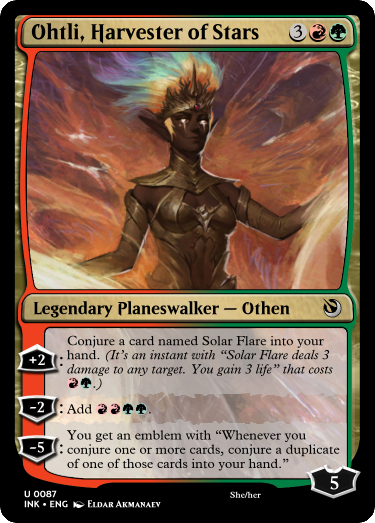 Ohtli, Harvester of Stars 3
Legendary Planeswalker — Othen
+2: Conjure a card named Solar Flare into your
hand. (It's an instant with "Solar Flare deals 3
damage to any target. You gain 3 life" that costs
.)
-2: Add .
-5: You get an emblem with "Whenever you
conjure one or more cards, conjure a duplicate
of one of those cards into your hand."
5
U 0087
She/her
INK • ENG Eldar Akmanaev